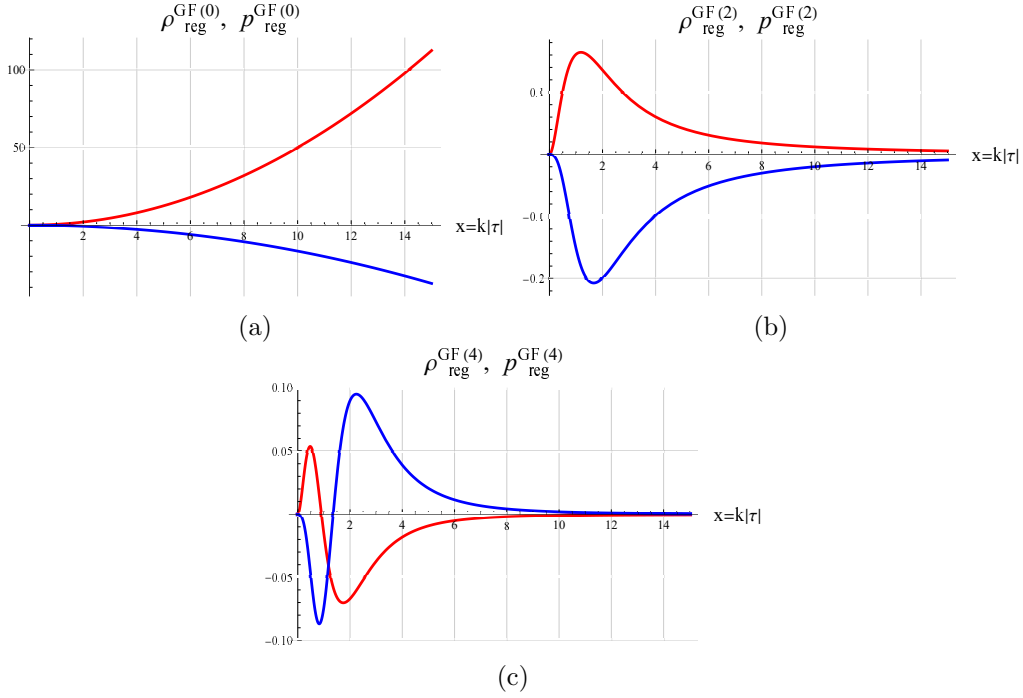 ρ^{GF(0)}_{reg}, p^{GF(0)}_{reg}
100
50
2 4 6 8 10 12 14
x=k|τ|
(a)
ρ^{GF(2)}_{reg}, p^{GF(2)}_{reg}
2 4 6 8 10 12 14
x=k|τ|
-0.2
(b)
ρ^{GF(4)}_{reg}, p^{GF(4)}_{reg}
0.10
0.05
2 4 6 8 10 12 14
x=k|τ|
-0.05
-0.10
(c)